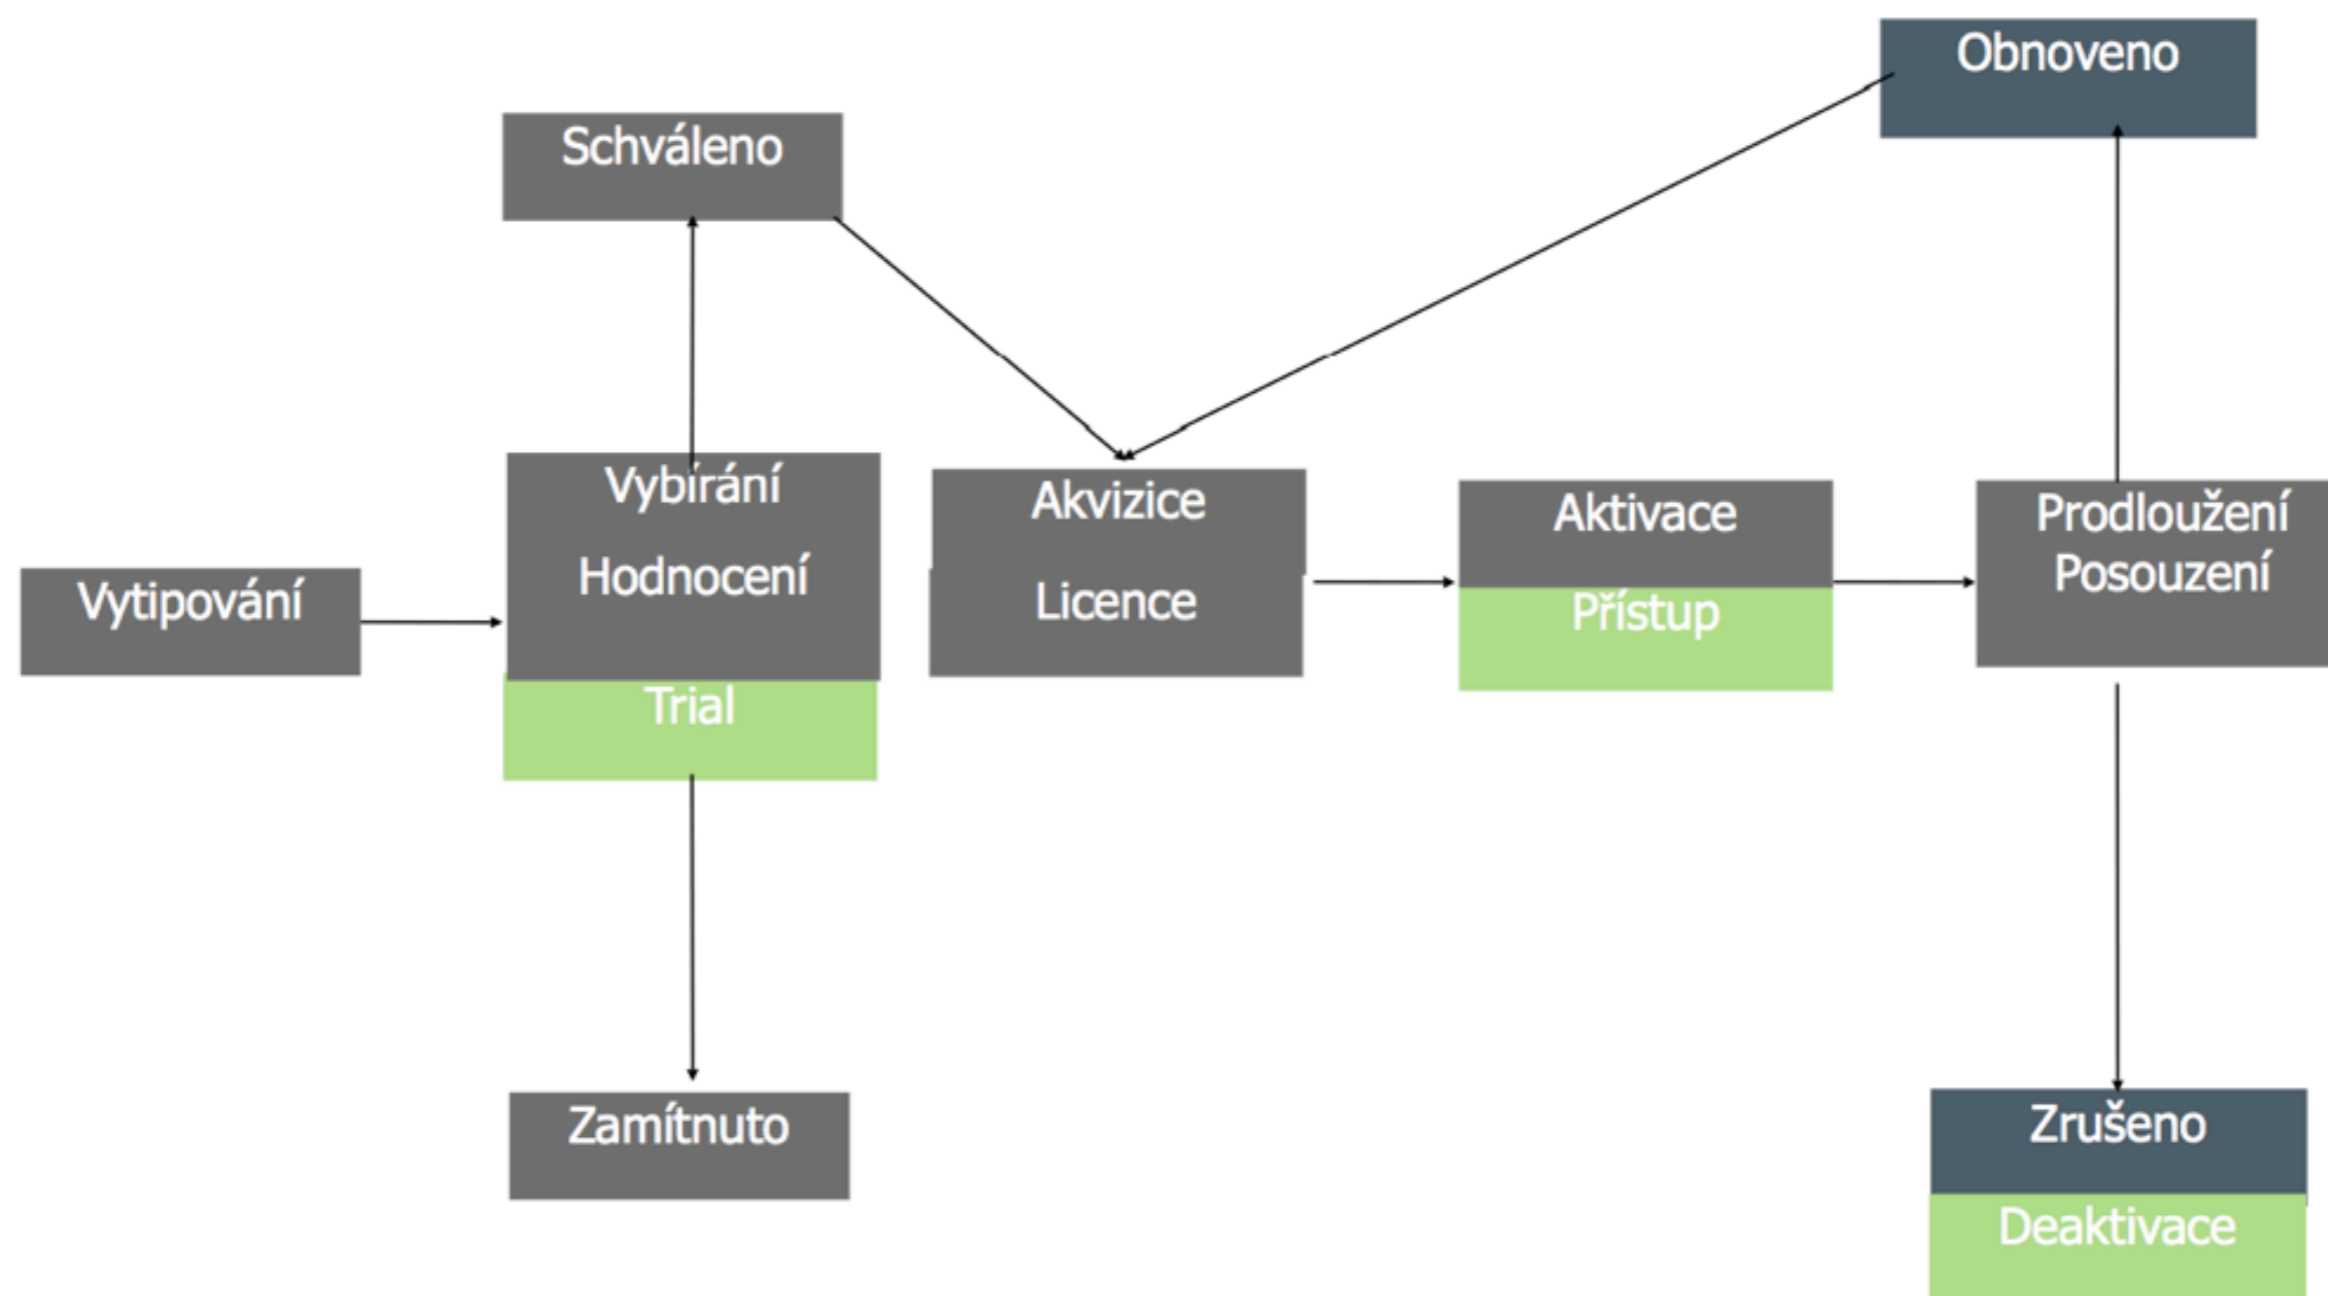 Obnoveno
Schváleno
Vybírání
Hodnocení
Trial
Vytipování
Akvizice
Licence
Aktivace
Přístup
Prodloužení
Posouzení
Zamítnuto
Zrušeno
Deaktivace